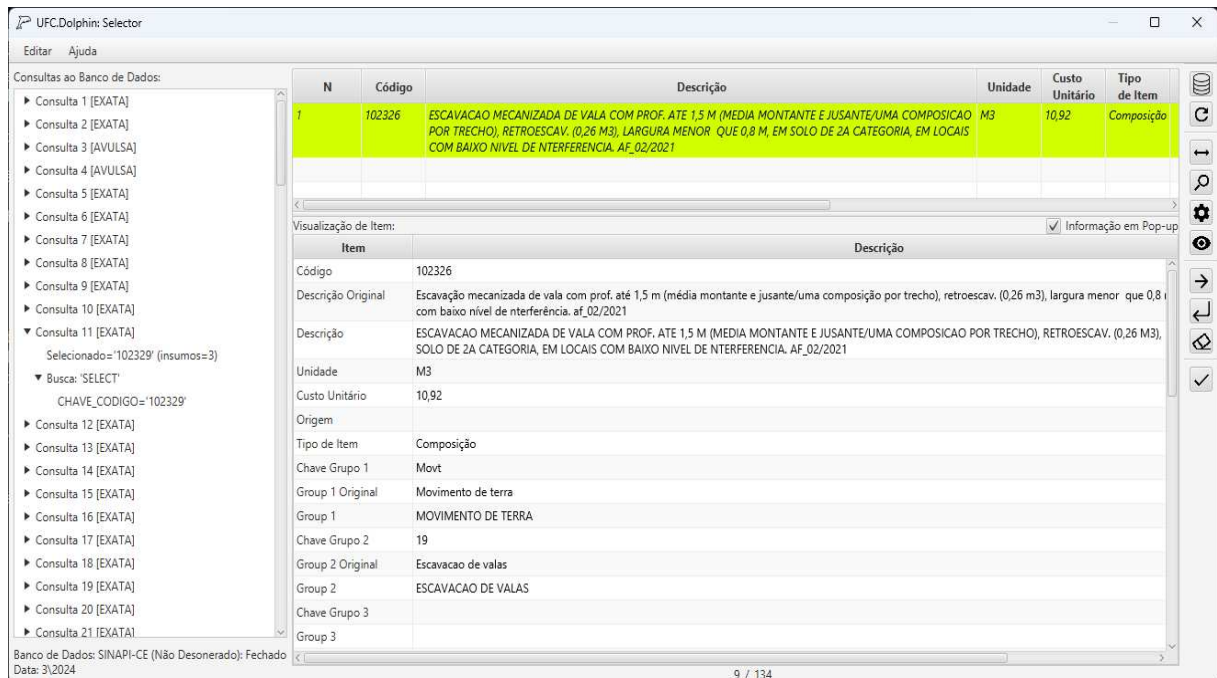 UFC.Dolphin: Selector
Editar Ajuda
Consultas ao Banco de Dados:
Consulta 1 [EXATA]
Consulta 2 [EXATA]
Consulta 3 [AVULSA]
Consulta 4 [AVULSA]
Consulta 5 [EXATA]
Consulta 6 [EXATA]
Consulta 7 [EXATA]
Consulta 8 [EXATA]
Consulta 9 [EXATA]
Consulta 10 [EXATA]
Consulta 11 [EXATA]
Selecionado='102329' (insumos=3)
Busca: 'SELECT'
CHAVE_CODIGO='102329'
Consulta 12 [EXATA]
Consulta 13 [EXATA]
Consulta 14 [EXATA]
Consulta 15 [EXATA]
Consulta 16 [EXATA]
Consulta 17 [EXATA]
Consulta 18 [EXATA]
Consulta 19 [EXATA]
Consulta 20 [EXATA]
Consulta 21 [EXATA]
Banco de Dados: SINAPI-CE (Não Desonerado): Fechado
Data: 3\2024
N Código Descrição Unidade Custo Unitário Tipo de Item
1 102326 ESCAVACAO MECANIZADA DE VALA COM PROF. ATE 1,5 M (MEDIA MONTANTE E JUSANTE/UMA COMPOSICAO M3 10,92 Composição
POR TRECHO), RETROESCAV. (0,26 M3), LARGURA MENOR QUE 0,8 M, EM SOLO DE 2A CATEGORIA, EM LOCAIS
COM BAIXO NIVEL DE NTERFERENCIA. AF_02/2021
Visualização de Item: Informação em Pop-up
Item Descrição
Código 102326
Descrição Original Escavação mecanizada de vala com prof. até 1,5 m (média montante e jusante/uma composição por trecho), retroescav. (0,26 m3), largura menor que 0,8
com baixo nível de nterferência. af_02/2021
Descrição ESCAVACAO MECANIZADA DE VALA COM PROF. ATE 1,5 M (MEDIA MONTANTE E JUSANTE/UMA COMPOSICAO POR TRECHO), RETROESCAV. (0,26 M3),
SOLO DE 2A CATEGORIA, EM LOCAIS COM BAIXO NIVEL DE NTERFERENCIA. AF_02/2021
Unidade M3
Custo Unitário 10,92
Origem
Tipo de Item Composição
Chave Grupo 1 Movt
Group 1 Original Movimento de terra
Group 1 MOVIMENTO DE TERRA
Chave Grupo 2 19
Group 2 Original Escavacao de valas
Group 2 ESCAVACAO DE VALAS
Chave Grupo 3
Group 3
9 / 134